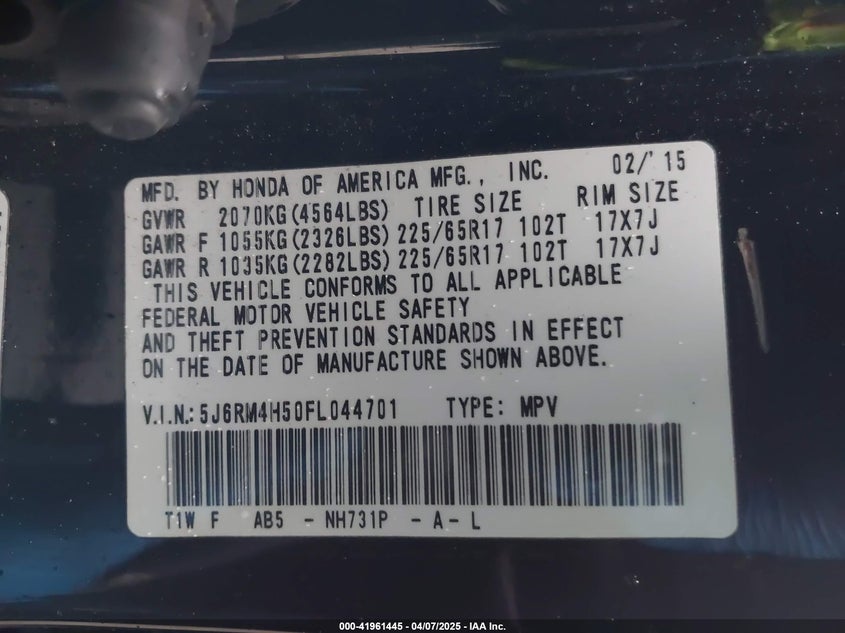 MFD. BY HONDA OF AMERICA MFG., INC. 02/'15
GVWR 2070KG(4564LBS) TIRE SIZE RIM SIZE
GAWR F 1055KG(2326LBS) 225/65R17 102T 17X7J
GAWR R 1035KG(2282LBS) 225/65R17 102T 17X7J
THIS VEHICLE CONFORMS TO ALL APPLICABLE
FEDERAL MOTOR VEHICLE SAFETY
AND THEFT PREVENTION STANDARDS IN EFFECT
ON THE DATE OF MANUFACTURE SHOWN ABOVE.
V.I.N.: 5J6RM4H50FL044701 TYPE: MPV
T1W F AB5 - NH731P - A - L
000-41961445 - 04/07/2025 - IAA Inc.